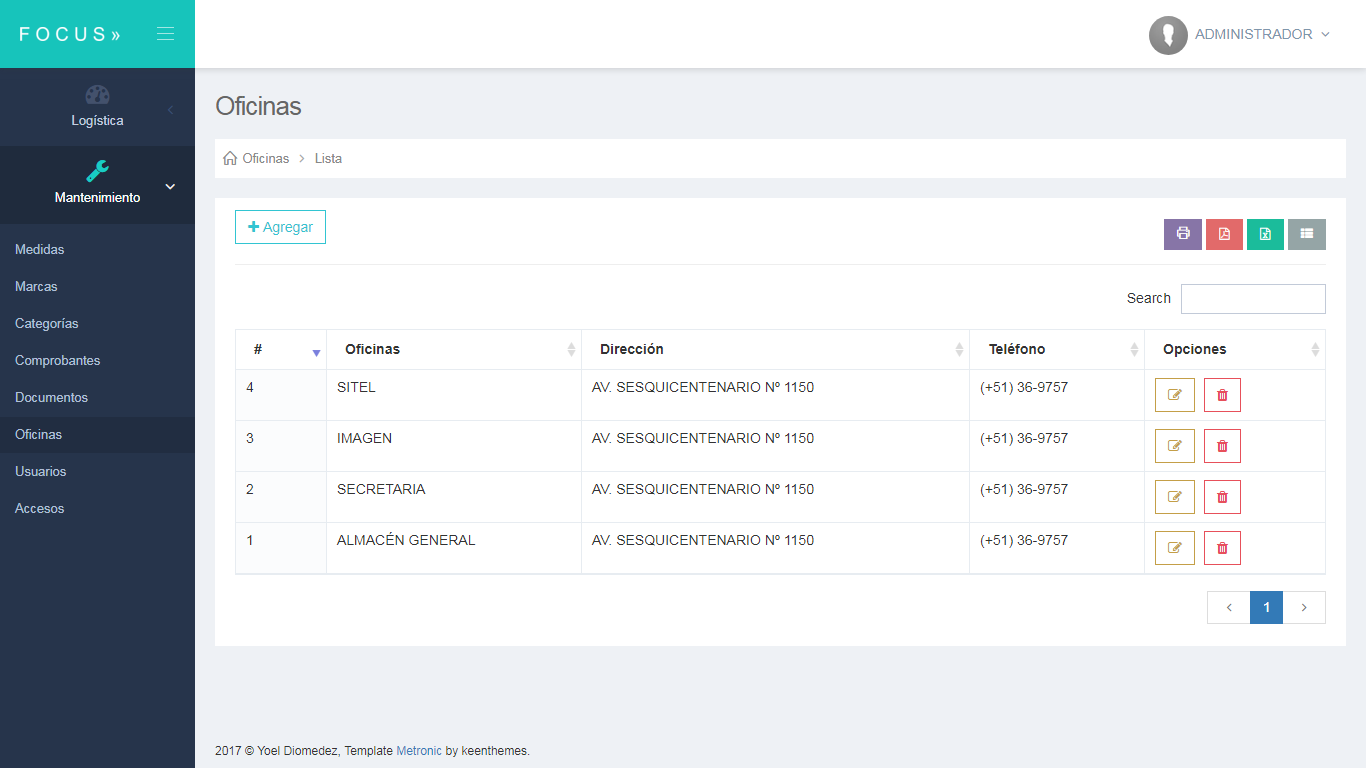 FOCUS»
ADMINISTRADOR
Logística
Mantenimiento
Medidas
Marcas
Categorías
Comprobantes
Documentos
Oficinas
Usuarios
Accesos
Oficinas
Oficinas > Lista
+ Agregar
Search
# Oficinas Dirección Teléfono Opciones
4 SITEL AV. SESQUICENTENARIO Nº 1150 (+51) 36-9757
3 IMAGEN AV. SESQUICENTENARIO Nº 1150 (+51) 36-9757
2 SECRETARIA AV. SESQUICENTENARIO Nº 1150 (+51) 36-9757
1 ALMACÉN GENERAL AV. SESQUICENTENARIO Nº 1150 (+51) 36-9757
< 1 >
2017 © Yoel Diomedez, Template Metronic by keenthemes.